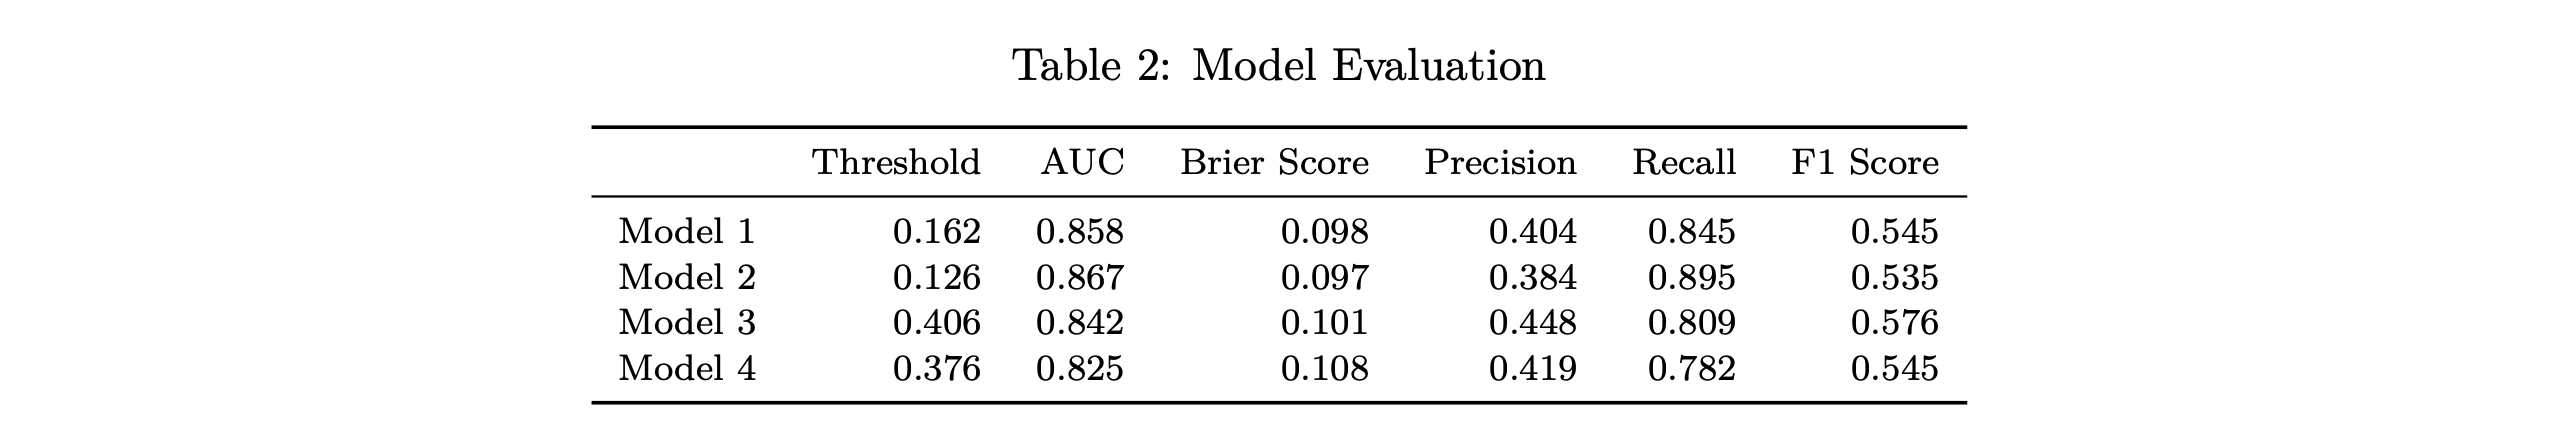 Table 2: Model Evaluation
Threshold AUC Brier Score Precision Recall F1 Score
Model 1 0.162 0.858 0.098 0.404 0.845 0.545
Model 2 0.126 0.867 0.097 0.384 0.895 0.535
Model 3 0.406 0.842 0.101 0.448 0.809 0.576
Model 4 0.376 0.825 0.108 0.419 0.782 0.545